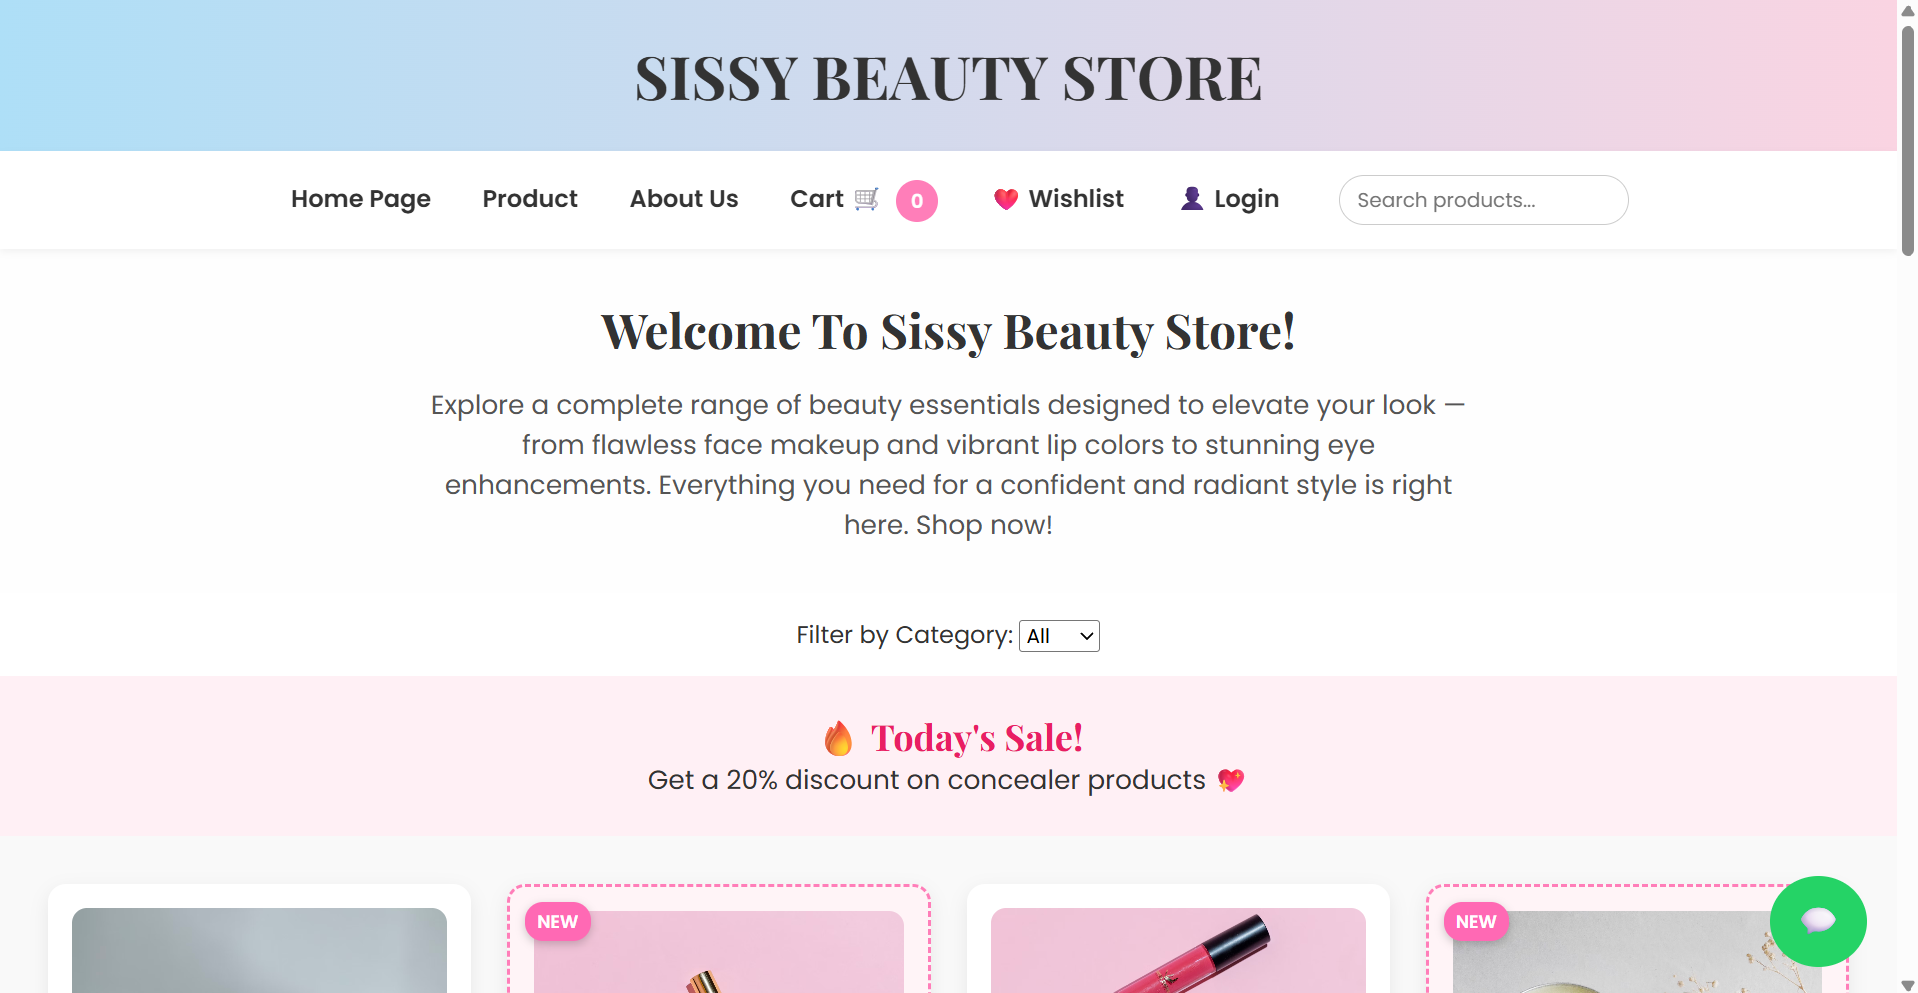 SISSY BEAUTY STORE
Home Page Product About Us Cart 🛒 0 ❤️ Wishlist 👤 Login Search products...
Welcome To Sissy Beauty Store!
Explore a complete range of beauty essentials designed to elevate your look —
from flawless face makeup and vibrant lip colors to stunning eye
enhancements. Everything you need for a confident and radiant style is right
here. Shop now!
Filter by Category: All
🔥 Today's Sale!
Get a 20% discount on concealer products 💖
NEW NEW